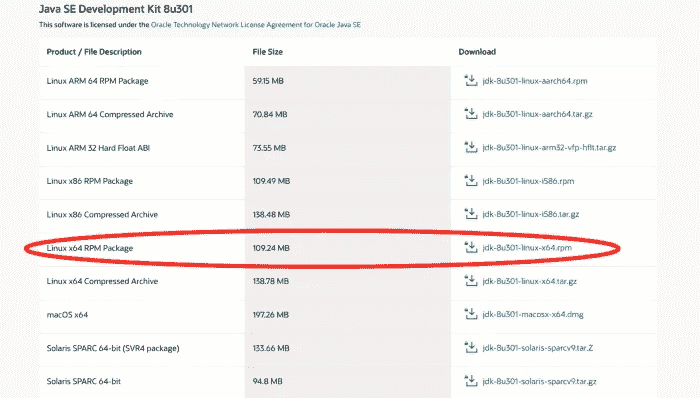 Java SE Development Kit 8u301
This software is licensed under the Oracle Technology Network License Agreement for Oracle Java SE
Product / File Description File Size Download
Linux ARM 64 RPM Package 59.15 MB jdk-8u301-linux-aarch64.rpm
Linux ARM 64 Compressed Archive 70.84 MB jdk-8u301-linux-aarch64.tar.gz
Linux ARM 32 Hard Float ABI 73.55 MB jdk-8u301-linux-arm32-vfp-hflt.tar.gz
Linux x86 RPM Package 109.49 MB jdk-8u301-linux-i586.rpm
Linux x86 Compressed Archive 138.48 MB jdk-8u301-linux-i586.tar.gz
Linux x64 RPM Package 109.24 MB jdk-8u301-linux-x64.rpm
Linux x64 Compressed Archive 138.78 MB jdk-8u301-linux-x64.tar.gz
macOS x64 197.26 MB jdk-8u301-macosx-x64.dmg
Solaris SPARC 64-bit (SVR4 package) 133.66 MB jdk-8u301-solaris-sparcv9.tar.Z
Solaris SPARC 64-bit 94.8 MB jdk-8u301-solaris-sparcv9.tar.gz